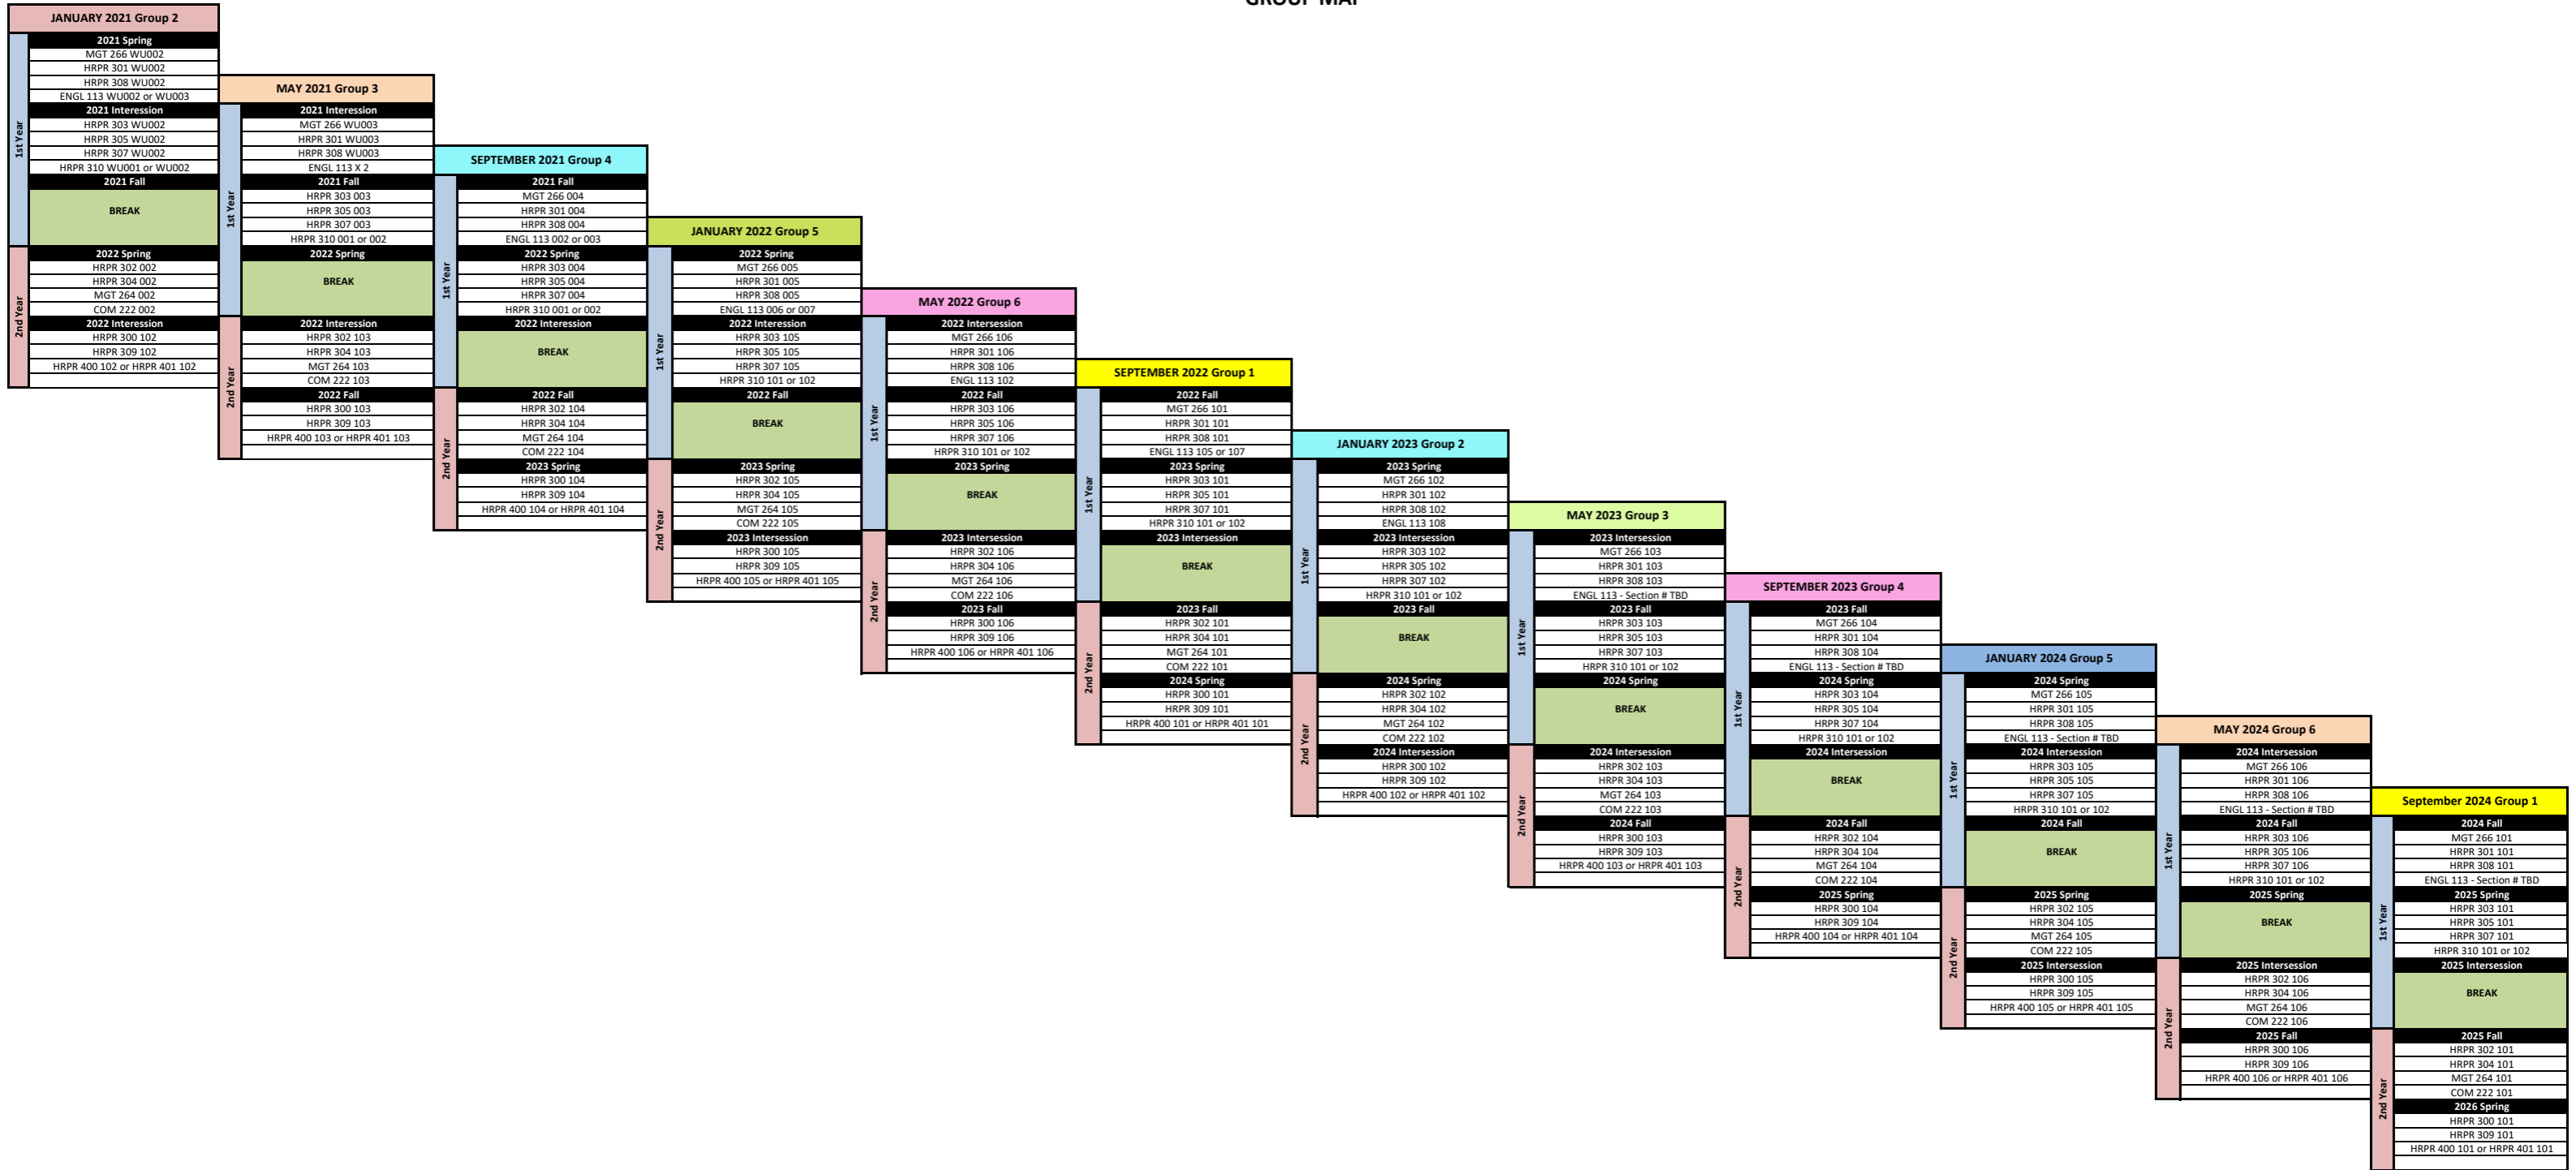 GROUP MAP
JANUARY 2021 Group 2
1st Year
2021 Spring
MGT 266 WU002
HRPR 301 WU002
HRPR 308 WU002
ENGL 113 WU002 or WU003
2021 Interession
HRPR 303 WU002
HRPR 305 WU002
HRPR 307 WU002
HRPR 310 WU001 or WU002
2021 Fall
BREAK
2nd Year
2022 Spring
HRPR 302 002
HRPR 304 002
MGT 264 002
COM 222 002
2022 Interession
HRPR 300 102
HRPR 309 102
HRPR 400 102 or HRPR 401 102
MAY 2021 Group 3
1st Year
2021 Interession
MGT 266 WU003
HRPR 301 WU003
HRPR 308 WU003
ENGL 113 X 2
2021 Fall
HRPR 303 003
HRPR 305 003
HRPR 307 003
HRPR 310 001 or 002
2022 Spring
BREAK
2nd Year
2022 Interession
HRPR 302 103
HRPR 304 103
MGT 264 103
COM 222 103
2022 Fall
HRPR 300 103
HRPR 309 103
HRPR 400 103 or HRPR 401 103
SEPTEMBER 2021 Group 4
1st Year
2021 Fall
MGT 266 004
HRPR 301 004
HRPR 308 004
ENGL 113 002 or 003
2022 Spring
HRPR 303 004
HRPR 305 004
HRPR 307 004
HRPR 310 001 or 002
2022 Interession
BREAK
2nd Year
2022 Fall
HRPR 302 104
HRPR 304 104
MGT 264 104
COM 222 104
2023 Spring
HRPR 300 104
HRPR 309 104
HRPR 400 104 or HRPR 401 104
JANUARY 2022 Group 5
1st Year
2022 Spring
MGT 266 005
HRPR 301 005
HRPR 308 005
ENGL 113 006 or 007
2022 Interession
HRPR 303 105
HRPR 305 105
HRPR 307 105
HRPR 310 101 or 102
2022 Fall
BREAK
2nd Year
2023 Spring
HRPR 302 105
HRPR 304 105
MGT 264 105
COM 222 105
2023 Intersession
HRPR 300 105
HRPR 309 105
HRPR 400 105 or HRPR 401 105
MAY 2022 Group 6
1st Year
2022 Intersession
MGT 266 106
HRPR 301 106
HRPR 308 106
ENGL 113 102
2022 Fall
HRPR 303 106
HRPR 305 106
HRPR 307 106
HRPR 310 101 or 102
2023 Spring
BREAK
2nd Year
2023 Intersession
HRPR 302 106
HRPR 304 106
MGT 264 106
COM 222 106
2023 Fall
HRPR 300 106
HRPR 309 106
HRPR 400 106 or HRPR 401 106
SEPTEMBER 2022 Group 1
1st Year
2022 Fall
MGT 266 101
HRPR 301 101
HRPR 308 101
ENGL 113 105 or 107
2023 Spring
HRPR 303 101
HRPR 305 101
HRPR 307 101
HRPR 310 101 or 102
2023 Intersession
BREAK
2nd Year
2023 Fall
HRPR 302 101
HRPR 304 101
MGT 264 101
COM 222 101
2024 Spring
HRPR 300 101
HRPR 309 101
HRPR 400 101 or HRPR 401 101
JANUARY 2023 Group 2
1st Year
2023 Spring
MGT 266 102
HRPR 301 102
HRPR 308 102
ENGL 113 108
2023 Intersession
HRPR 303 102
HRPR 305 102
HRPR 307 102
HRPR 310 101 or 102
2023 Fall
BREAK
2nd Year
2024 Spring
HRPR 302 102
HRPR 304 102
MGT 264 102
COM 222 102
2024 Intersession
HRPR 300 102
HRPR 309 102
HRPR 400 102 or HRPR 401 102
MAY 2023 Group 3
1st Year
2023 Intersession
MGT 266 103
HRPR 301 103
HRPR 308 103
ENGL 113 - Section # TBD
2023 Fall
HRPR 303 103
HRPR 305 103
HRPR 307 103
HRPR 310 101 or 102
2024 Spring
BREAK
2nd Year
2024 Intersession
HRPR 302 103
HRPR 304 103
MGT 264 103
COM 222 103
2024 Fall
HRPR 300 103
HRPR 309 103
HRPR 400 103 or HRPR 401 103
SEPTEMBER 2023 Group 4
1st Year
2023 Fall
MGT 266 104
HRPR 301 104
HRPR 308 104
ENGL 113 - Section # TBD
2024 Spring
HRPR 303 104
HRPR 305 104
HRPR 307 104
HRPR 310 101 or 102
2024 Intersession
BREAK
2nd Year
2024 Fall
HRPR 302 104
HRPR 304 104
MGT 264 104
COM 222 104
2025 Spring
HRPR 300 104
HRPR 309 104
HRPR 400 104 or HRPR 401 104
JANUARY 2024 Group 5
1st Year
2024 Spring
MGT 266 105
HRPR 301 105
HRPR 308 105
ENGL 113 - Section # TBD
2024 Intersession
HRPR 303 105
HRPR 305 105
HRPR 307 105
HRPR 310 101 or 102
2024 Fall
BREAK
2nd Year
2025 Spring
HRPR 302 105
HRPR 304 105
MGT 264 105
COM 222 105
2025 Intersession
HRPR 300 105
HRPR 309 105
HRPR 400 105 or HRPR 401 105
MAY 2024 Group 6
1st Year
2024 Intersession
MGT 266 106
HRPR 301 106
HRPR 308 106
ENGL 113 - Section # TBD
2024 Fall
HRPR 303 106
HRPR 305 106
HRPR 307 106
HRPR 310 101 or 102
2025 Spring
BREAK
2nd Year
2025 Intersession
HRPR 302 106
HRPR 304 106
MGT 264 106
COM 222 106
2025 Fall
HRPR 300 106
HRPR 309 106
HRPR 400 106 or HRPR 401 106
September 2024 Group 1
1st Year
2024 Fall
MGT 266 101
HRPR 301 101
HRPR 308 101
ENGL 113 - Section # TBD
2025 Spring
HRPR 303 101
HRPR 305 101
HRPR 307 101
HRPR 310 101 or 102
2025 Intersession
BREAK
2nd Year
2025 Fall
HRPR 302 101
HRPR 304 101
MGT 264 101
COM 222 101
2026 Spring
HRPR 300 101
HRPR 309 101
HRPR 400 101 or HRPR 401 101